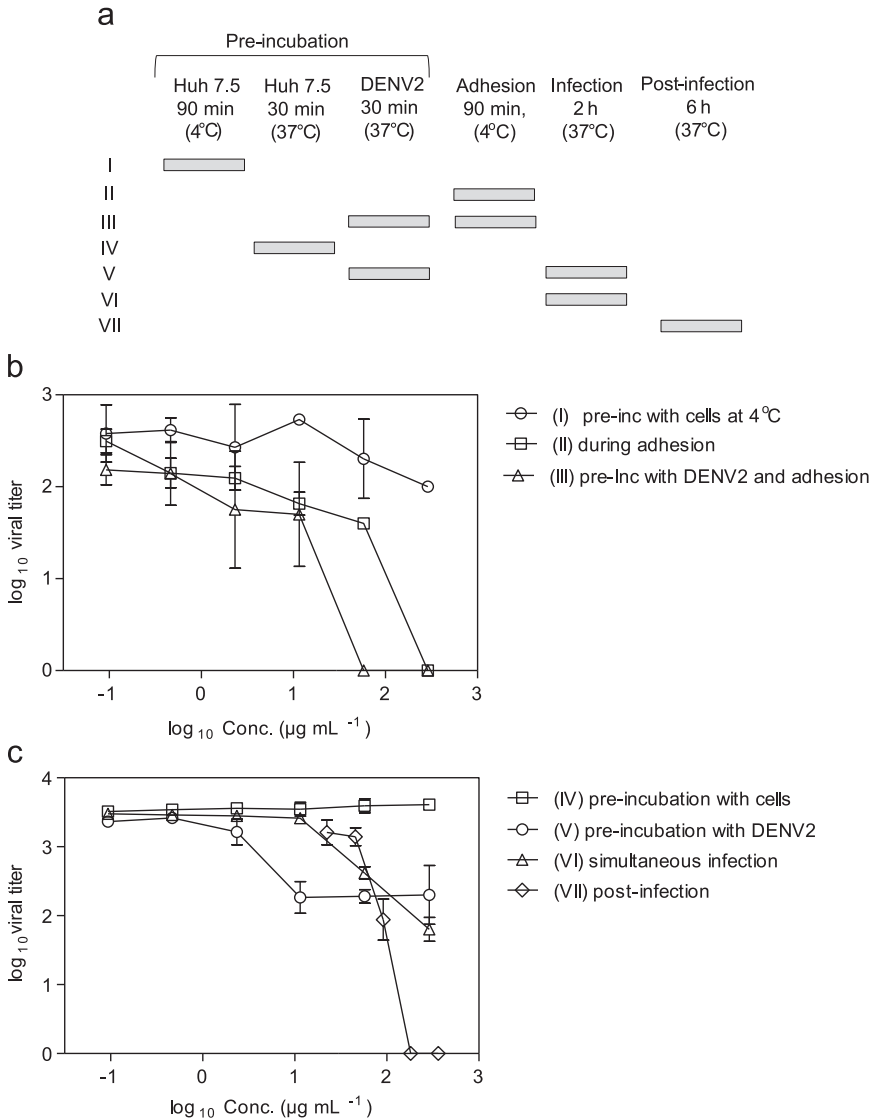 a
Pre-incubation
Huh 7.5 Huh 7.5 DENV2 Adhesion Infection Post-infection
90 min 30 min 30 min 90 min, 2 h 6 h
(4°C) (37°C) (37°C) (4°C) (37°C) (37°C)
I
II
III
IV
V
VI
VII
b
3
2
1
0
-1 0 1 2 3
log10 viral titer
log10 Conc. (µg mL-1)
(I) pre-inc with cells at 4°C
(II) during adhesion
(III) pre-Inc with DENV2 and adhesion
c
4
3
2
1
0
-1 0 1 2 3
log10 viral titer
log10 Conc. (µg mL-1)
(IV) pre-incubation with cells
(V) pre-incubation with DENV2
(VI) simultaneous infection
(VII) post-infection